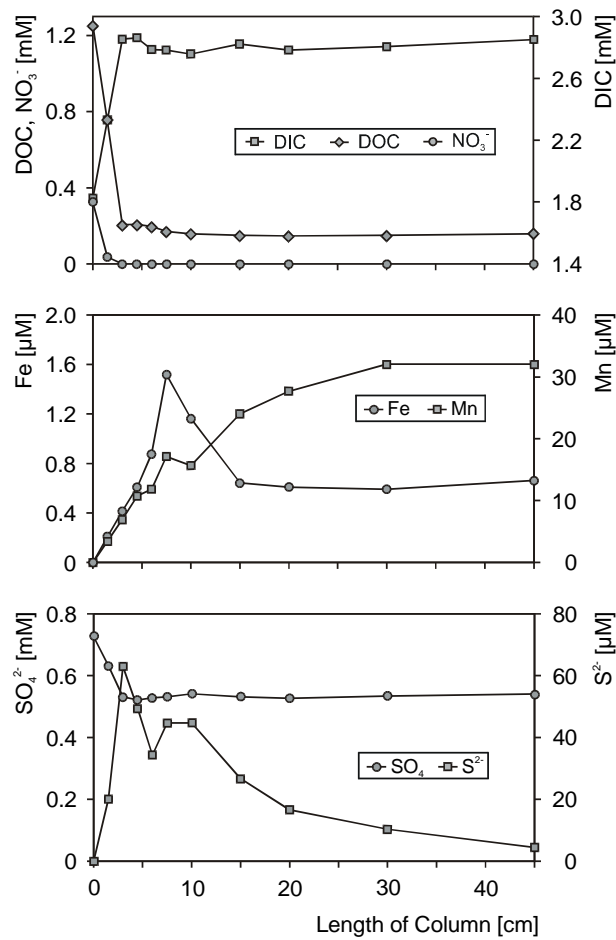 DOC, NO₃⁻ [mM]
1.2
0.8
0.4
0
DIC DOC NO₃⁻
3.0
2.6
2.2
1.8
1.4
DIC [mM]
Fe [µM]
2.0
1.6
1.2
0.8
0.4
0
Fe Mn
40
30
20
10
0
Mn [µM]
SO₄²⁻ [mM]
0.8
0.6
0.4
0.2
0
SO₄ S²⁻
80
60
40
20
0
S²⁻ [µM]
0 10 20 30 40
Length of Column [cm]